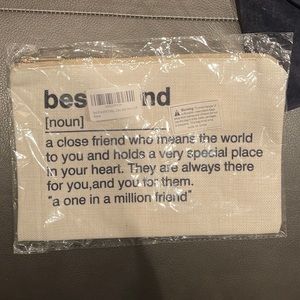 bes nd
[noun]
a close friend who means the world
to you and holds a very special place
in your heart. They are always there
for you,and you for them.
"a one in a million friend"